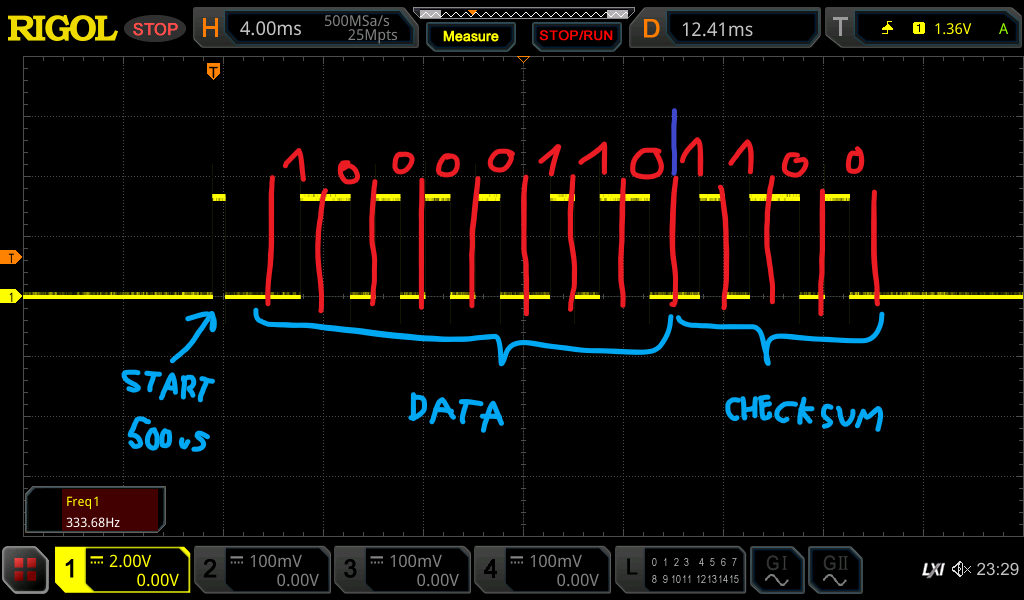 RIGOL STOP H 4.00ms 500MSa/s 25Mpts Measure STOP/RUN D 12.41ms T 1 1.36V A
T
1 0 0 0 0 1 1 0 1 1 0 0
T
1
START
500us
DATA
CHECKSUM
Freq1
333.68Hz
1 2.00V 0.00V 2 100mV 0.00V 3 100mV 0.00V 4 100mV 0.00V L 0 1 2 3 4 5 6 7 GI GII LXI 23:29
8 9 10 11 12 13 14 15